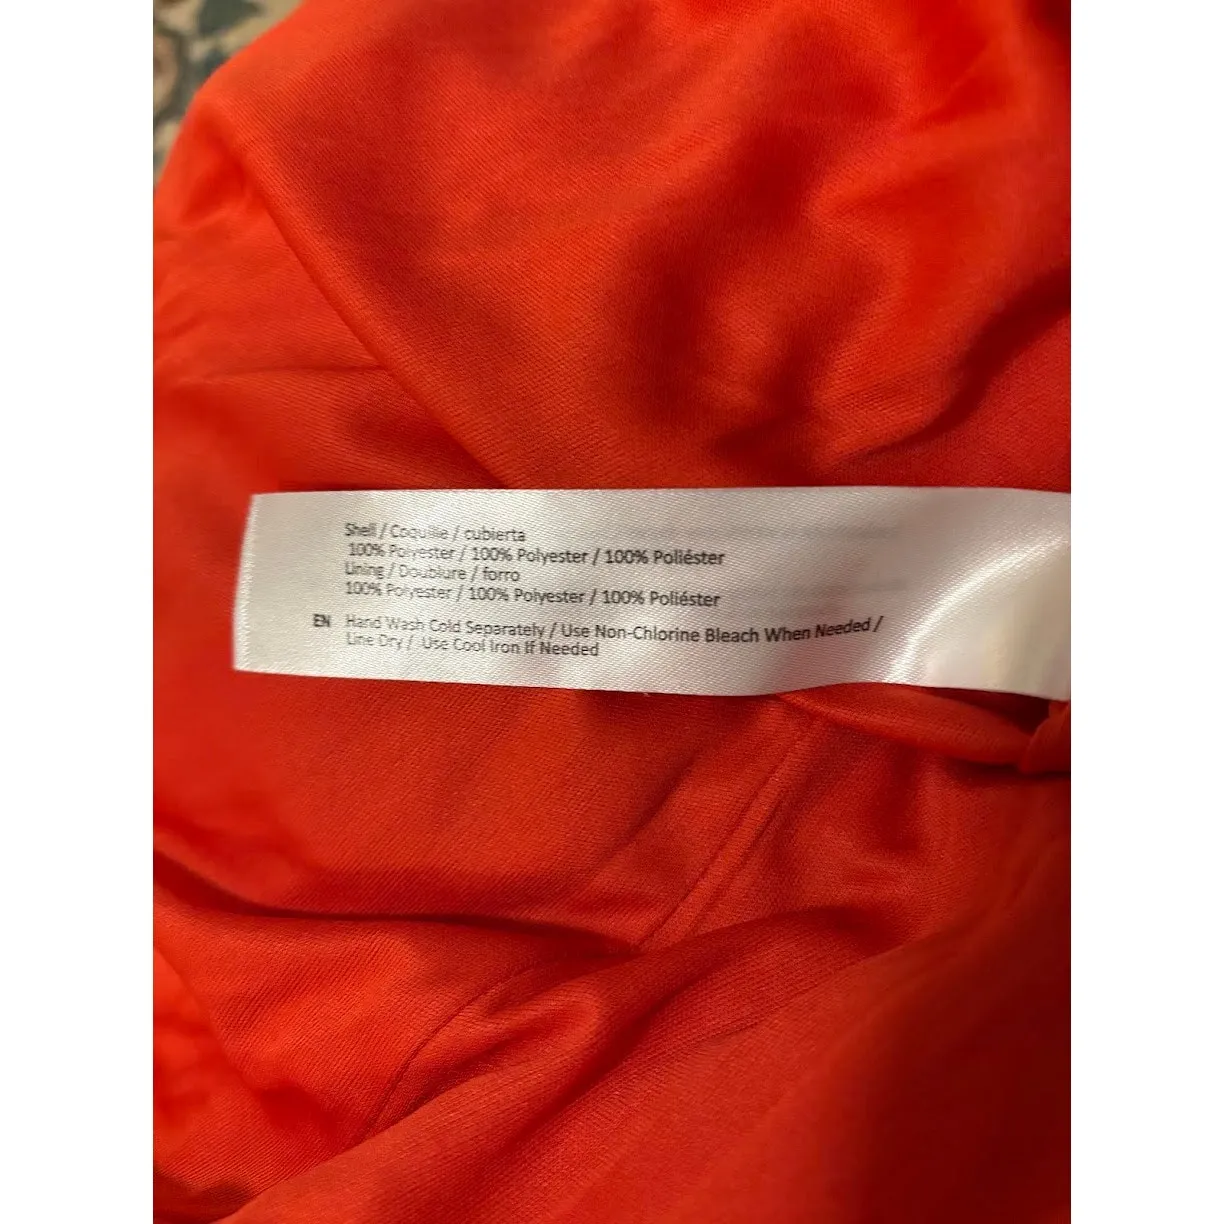 Shell / Coquille / cubierta
100% Polyester / 100% Polyester / 100% Poliéster
Lining / Doublure / forro
100% Polyester / 100% Polyester / 100% Poliéster
EN Hand Wash Cold Separately / Use Non-Chlorine Bleach When Needed /
Line Dry / Use Cool Iron If Needed